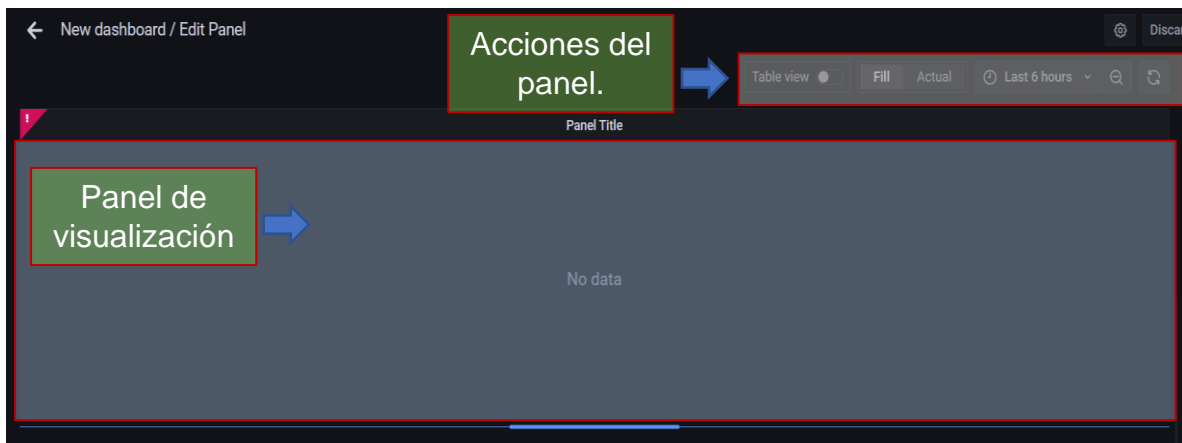 New dashboard / Edit Panel
Discar
Acciones del
panel.
Table view
Fill
Actual
Last 6 hours
!
Panel Title
Panel de
visualización
No data